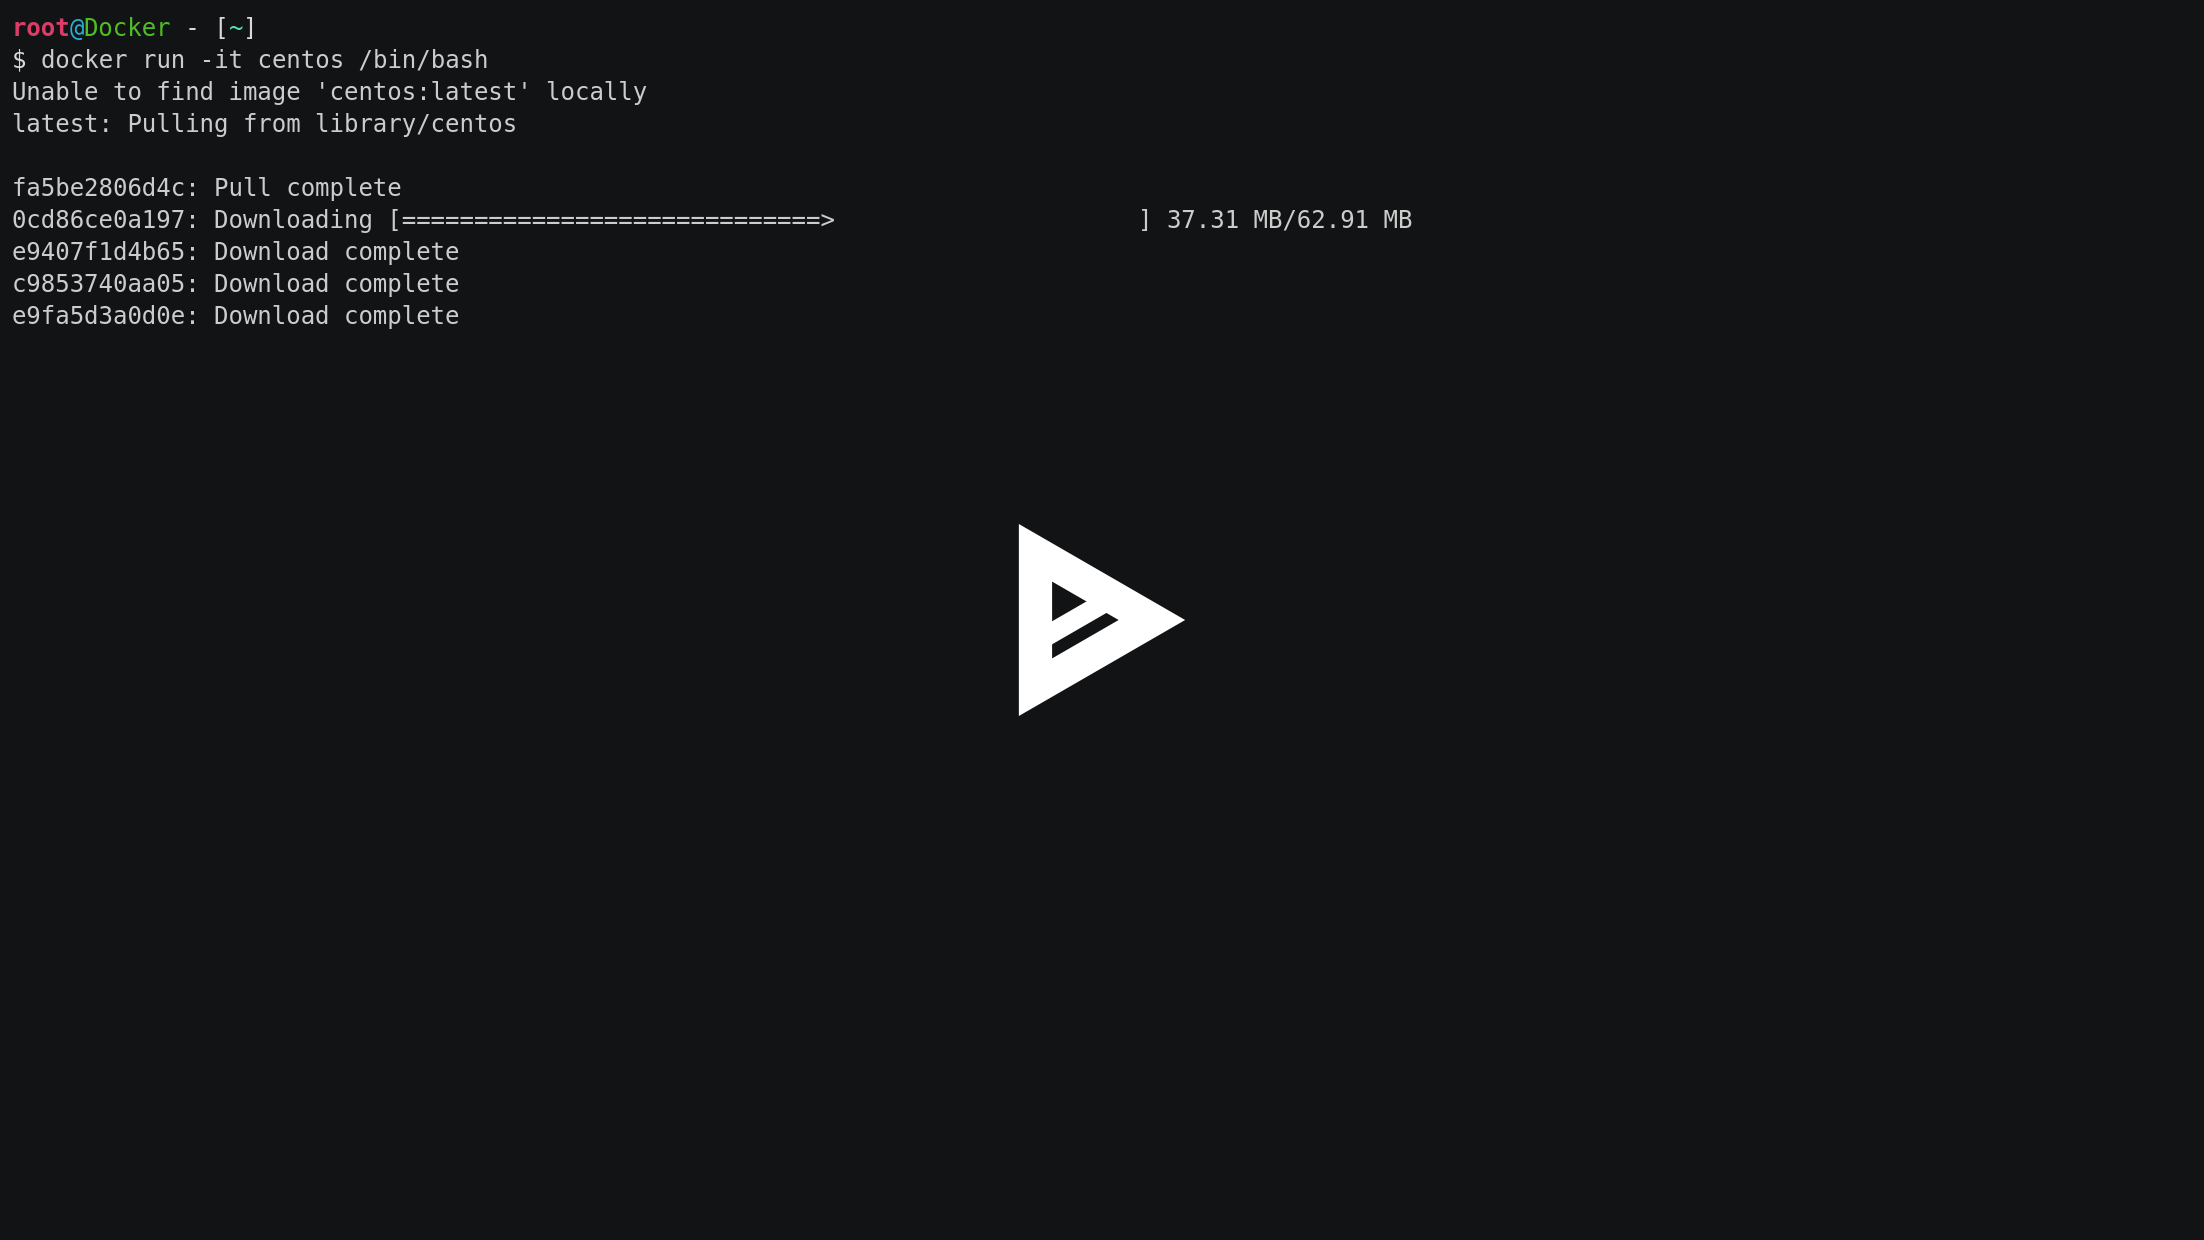 root@Docker - [~]
$ docker run -it centos /bin/bash
Unable to find image 'centos:latest' locally
latest: Pulling from library/centos
fa5be2806d4c: Pull complete
0cd86ce0a197: Downloading [=============================>                     ] 37.31 MB/62.91 MB
e9407f1d4b65: Download complete
c9853740aa05: Download complete
e9fa5d3a0d0e: Download complete